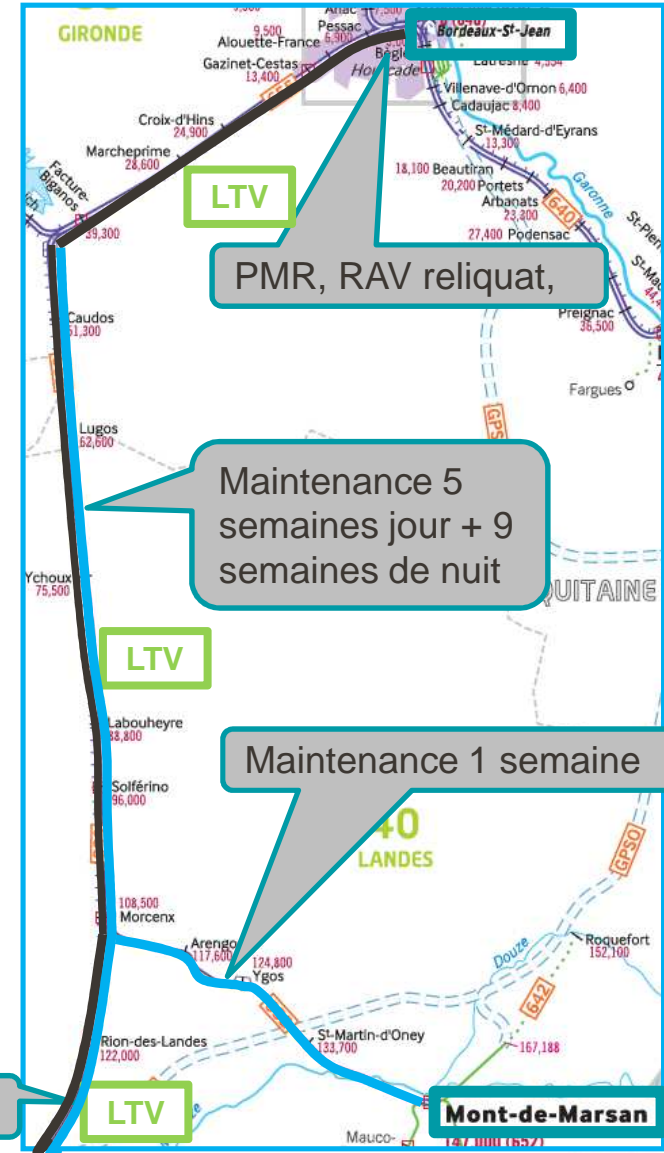 GIRONDE
9,500
Pessac
6,900
Bordeaux-St-Jean
Alouette-France
Gazinet-Cestas
13,400
Villenave-d'Ornon 6,400
Cadaujac 8,400
Croix-d'Hins
24,900
St-Médard-d'Eyrans
13,300
Marcheprime
28,600
18,100 Beautiran
20,200 Portets
Arbanats
23,300
27,400 Podensac
Garonne
640
Facture-
Biganos
39,300
LTV
PMR, RAV reliquat,
Preignac
36,500
Caudos
51,300
Fargues
Lugos
62,600
Maintenance 5
semaines jour + 9
semaines de nuit
Ychoux
75,500
QUITAINE
LTV
Labouheyre
88,800
Maintenance 1 semaine
Solférino
96,000
40
LANDES
GPSO
108,500
Morcenx
Arengo
117,600
124,800
Ygos
Douze
Roquefort
152,100
642
Rion-des-Landes
122,000
St-Martin-d'Oney
133,700
167,188
LTV
Mont-de-Marsan
147,000 (652)
Mauco-